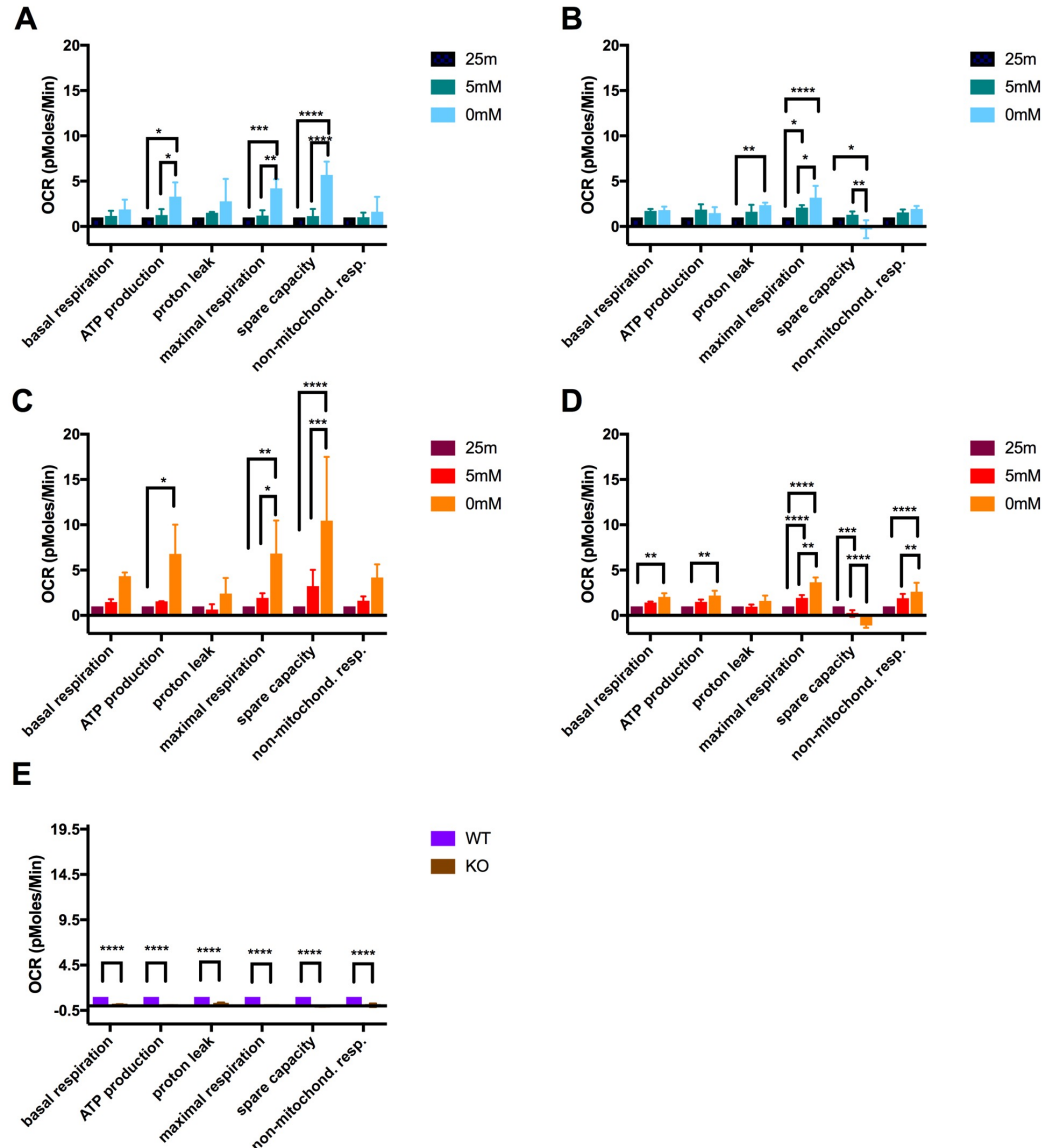 A
OCR (pMoles/Min)
20
15
10
5
0
* * *** ** **** ****
25m
5mM
0mM
basal respiration
ATP production
proton leak
maximal respiration
spare capacity
non-mitochond. resp.
B
OCR (pMoles/Min)
20
15
10
5
0
** **** * * * **
25m
5mM
0mM
basal respiration
ATP production
proton leak
maximal respiration
spare capacity
non-mitochond. resp.
C
OCR (pMoles/Min)
20
15
10
5
0
* ** * **** ***
25m
5mM
0mM
basal respiration
ATP production
proton leak
maximal respiration
spare capacity
non-mitochond. resp.
D
OCR (pMoles/Min)
20
15
10
5
0
** ** **** **** ** *** **** **** **
25m
5mM
0mM
basal respiration
ATP production
proton leak
maximal respiration
spare capacity
non-mitochond. resp.
E
OCR (pMoles/Min)
19.5
14.5
9.5
4.5
-0.5
**** **** **** **** **** ****
WT
KO
basal respiration
ATP production
proton leak
maximal respiration
spare capacity
non-mitochond. resp.